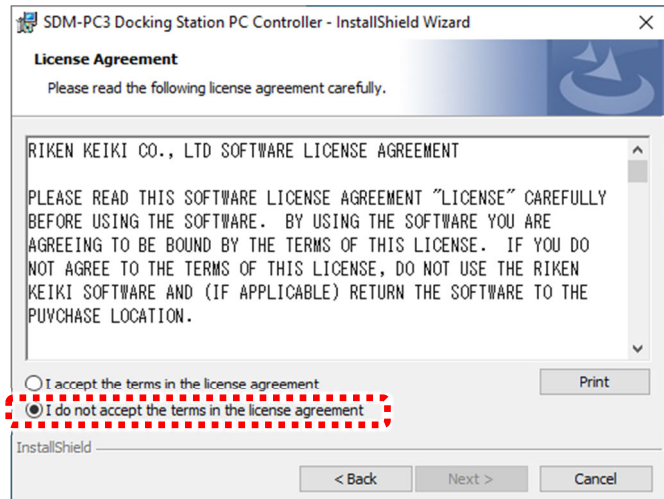 SDM-PC3 Docking Station PC Controller - InstallShield Wizard
License Agreement
Please read the following license agreement carefully.
RIKEN KEIKI CO., LTD SOFTWARE LICENSE AGREEMENT
PLEASE READ THIS SOFTWARE LICENSE AGREEMENT "LICENSE" CAREFULLY
BEFORE USING THE SOFTWARE.  BY USING THE SOFTWARE YOU ARE
AGREEING TO BE BOUND BY THE TERMS OF THIS LICENSE.  IF YOU DO
NOT AGREE TO THE TERMS OF THIS LICENSE, DO NOT USE THE RIKEN
KEIKI SOFTWARE AND (IF APPLICABLE) RETURN THE SOFTWARE TO THE
PUVCHASE LOCATION.
I accept the terms in the license agreement
Print
I do not accept the terms in the license agreement
InstallShield
< Back
Next >
Cancel